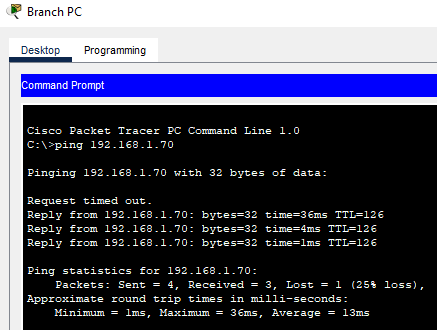 Branch PC
Desktop Programming
Command Prompt
Cisco Packet Tracer PC Command Line 1.0
C:\>ping 192.168.1.70
Pinging 192.168.1.70 with 32 bytes of data:
Request timed out.
Reply from 192.168.1.70: bytes=32 time=36ms TTL=126
Reply from 192.168.1.70: bytes=32 time=4ms TTL=126
Reply from 192.168.1.70: bytes=32 time=1ms TTL=126
Ping statistics for 192.168.1.70:
Packets: Sent = 4, Received = 3, Lost = 1 (25% loss),
Approximate round trip times in milli-seconds:
Minimum = 1ms, Maximum = 36ms, Average = 13ms